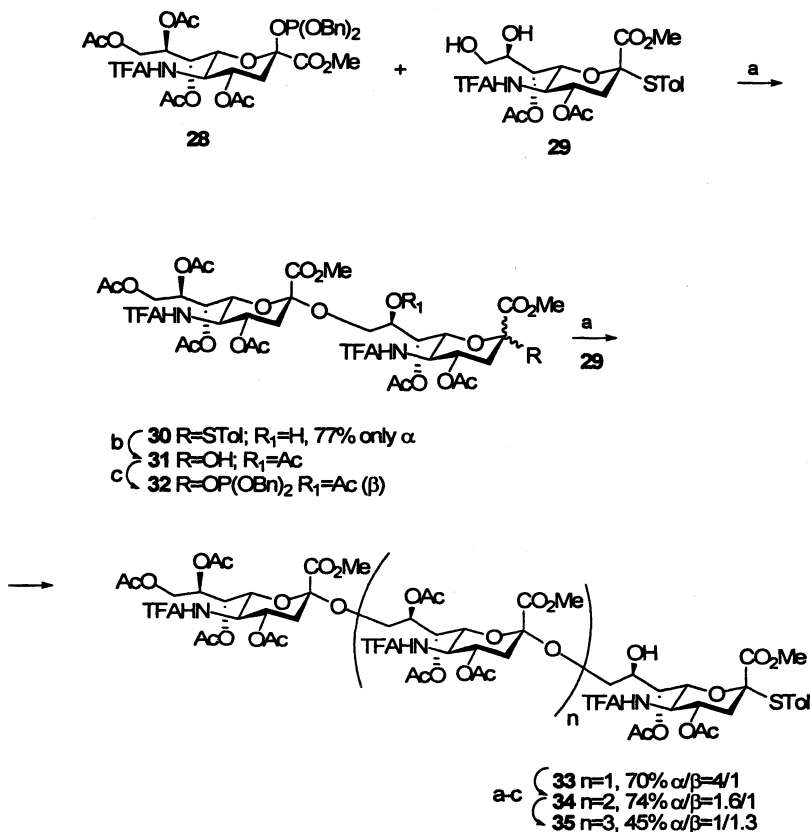 OAc
AcO
OP(OBn)2
O
CO2Me
TFAHN
AcO
OAc
28
+
HO
OH
CO2Me
O
STol
TFAHN
AcO
OAc
29
a
OAc
AcO
CO2Me
O
O
OR1
CO2Me
TFAHN
AcO
OAc
O
R
TFAHN
AcO
OAc
a
29
b 30 R=STol; R1=H, 77% only α
c 31 R=OH; R1=Ac
32 R=OP(OBn)2 R1=Ac (β)
OAc
AcO
CO2Me
O
O
TFAHN
AcO
OAc
OAc
CO2Me
O
O
TFAHN
AcO
OAc
n
OH
CO2Me
O
STol
TFAHN
AcO
OAc
33 n=1, 70% α/β=4/1
a-c 34 n=2, 74% α/β=1.6/1
35 n=3, 45% α/β=1/1.3